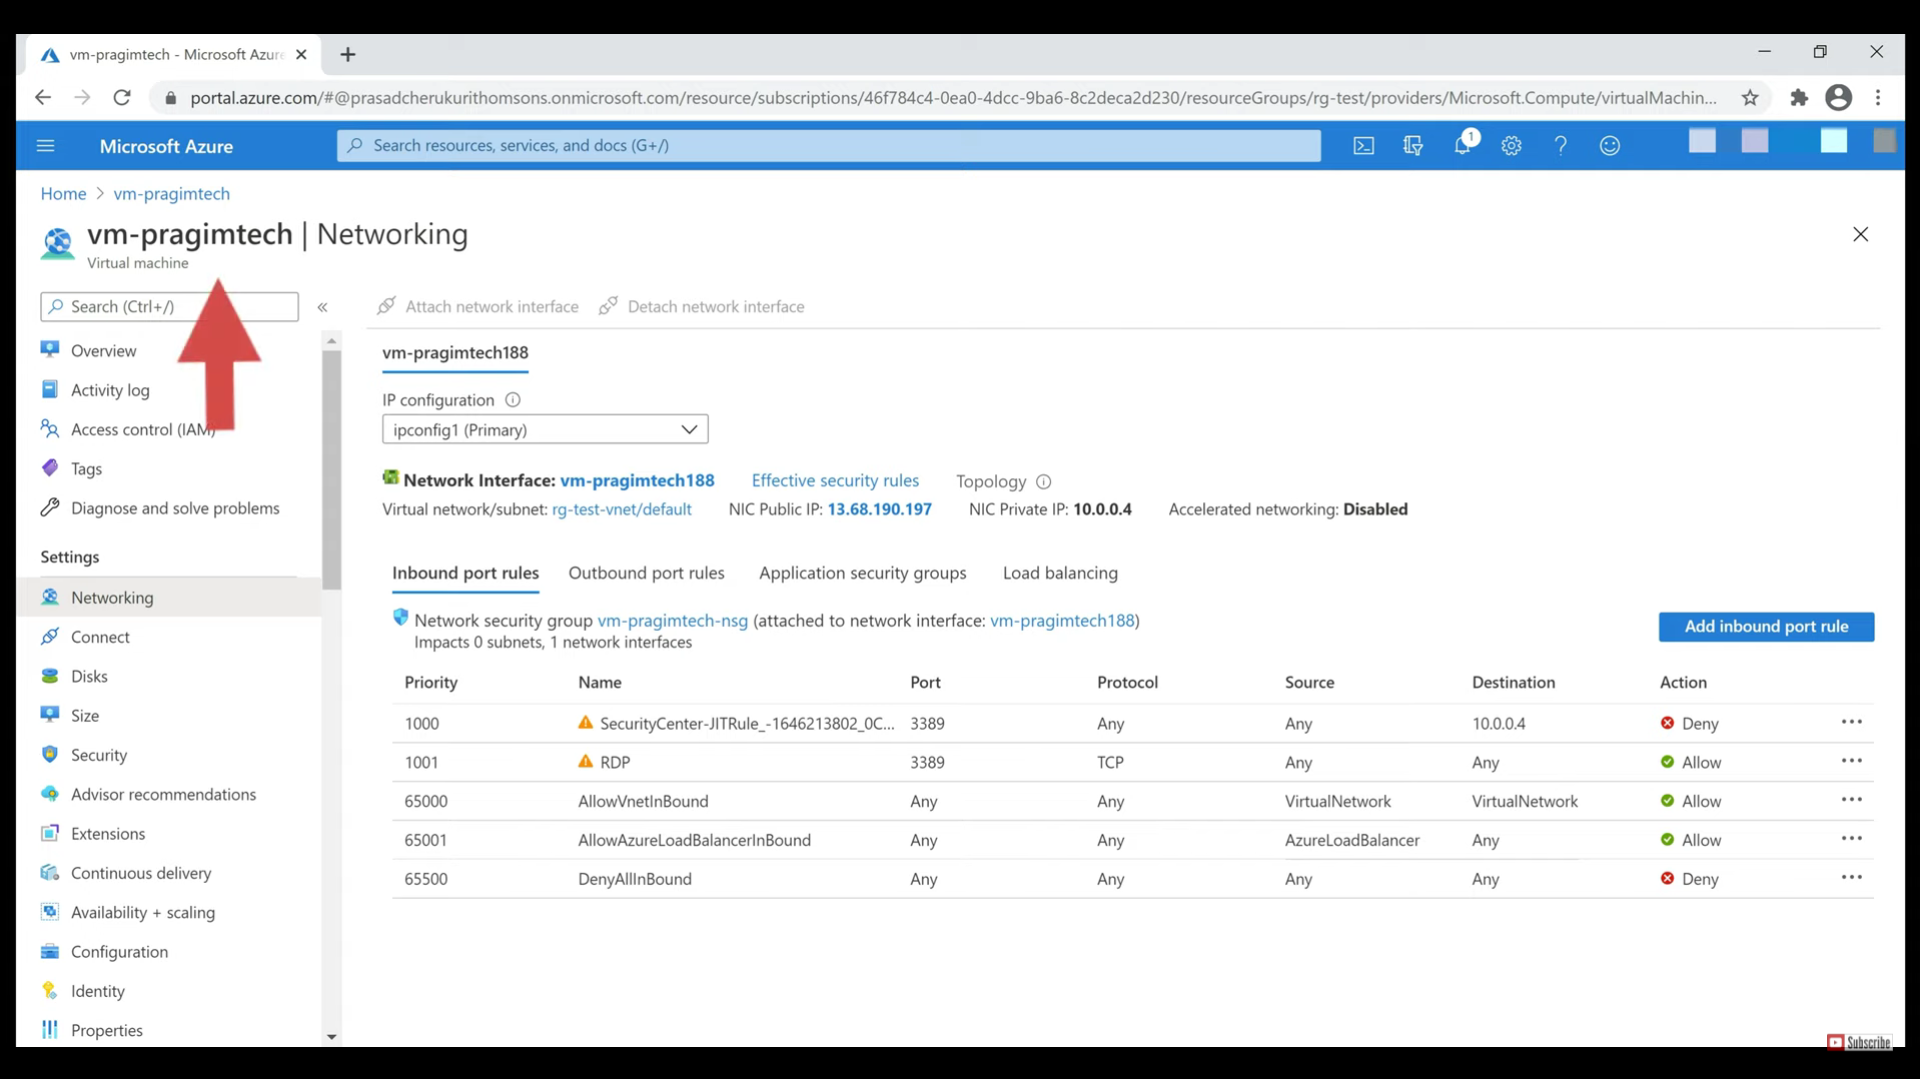 vm-pragimtech - Microsoft Azure
portal.azure.com/#@prasadcherukurithomsons.onmicrosoft.com/resource/subscriptions/46f784c4-0ea0-4dcc-9ba6-8c2deca2d230/resourceGroups/rg-test/providers/Microsoft.Compute/virtualMachin...
Microsoft Azure
Search resources, services, and docs (G+/)
1
Home > vm-pragimtech
vm-pragimtech | Networking
Virtual machine
Search (Ctrl+/)
«
Overview
Activity log
Access control (IAM)
Tags
Diagnose and solve problems
Settings
Networking
Connect
Disks
Size
Security
Advisor recommendations
Extensions
Continuous delivery
Availability + scaling
Configuration
Identity
Properties
Attach network interface Detach network interface
vm-pragimtech188
IP configuration
ipconfig1 (Primary)
Network Interface: vm-pragimtech188 Effective security rules Topology
Virtual network/subnet: rg-test-vnet/default NIC Public IP: 13.68.190.197 NIC Private IP: 10.0.0.4 Accelerated networking: Disabled
Inbound port rules Outbound port rules Application security groups Load balancing
Network security group vm-pragimtech-nsg (attached to network interface: vm-pragimtech188)
Impacts 0 subnets, 1 network interfaces
Add inbound port rule
Priority Name Port Protocol Source Destination Action
1000 SecurityCenter-JITRule_-1646213802_0C... 3389 Any Any 10.0.0.4 Deny ...
1001 RDP 3389 TCP Any Any Allow ...
65000 AllowVnetInBound Any Any VirtualNetwork VirtualNetwork Allow ...
65001 AllowAzureLoadBalancerInBound Any Any AzureLoadBalancer Any Allow ...
65500 DenyAllInBound Any Any Any Any Deny ...
Subscribe